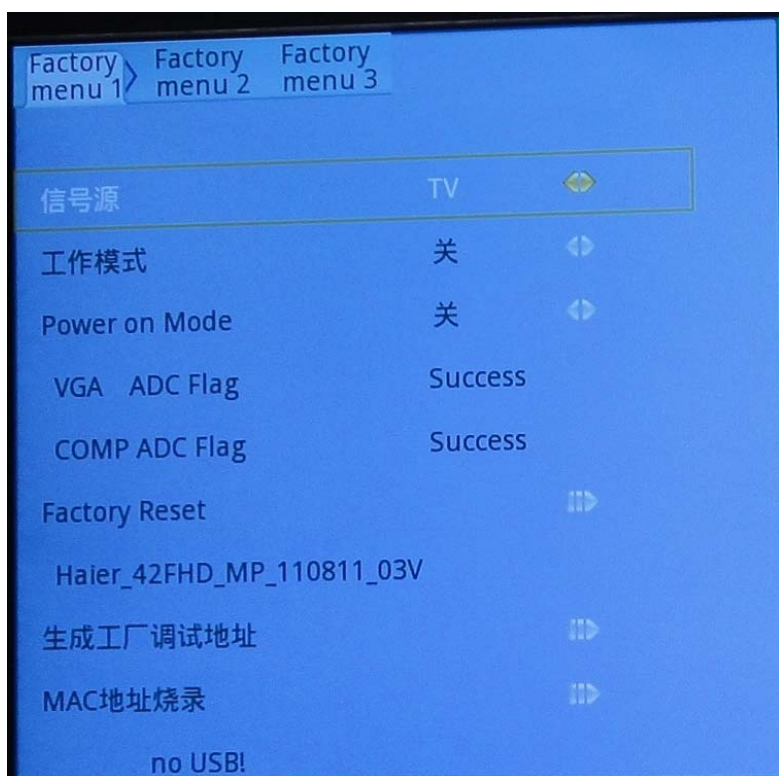 Factory menu 1 Factory menu 2 Factory menu 3
信号源 TV
工作模式 关
Power on Mode 关
VGA ADC Flag Success
COMP ADC Flag Success
Factory Reset
Haier_42FHD_MP_110811_03V
生成工厂调试地址
MAC地址烧录
no USB!